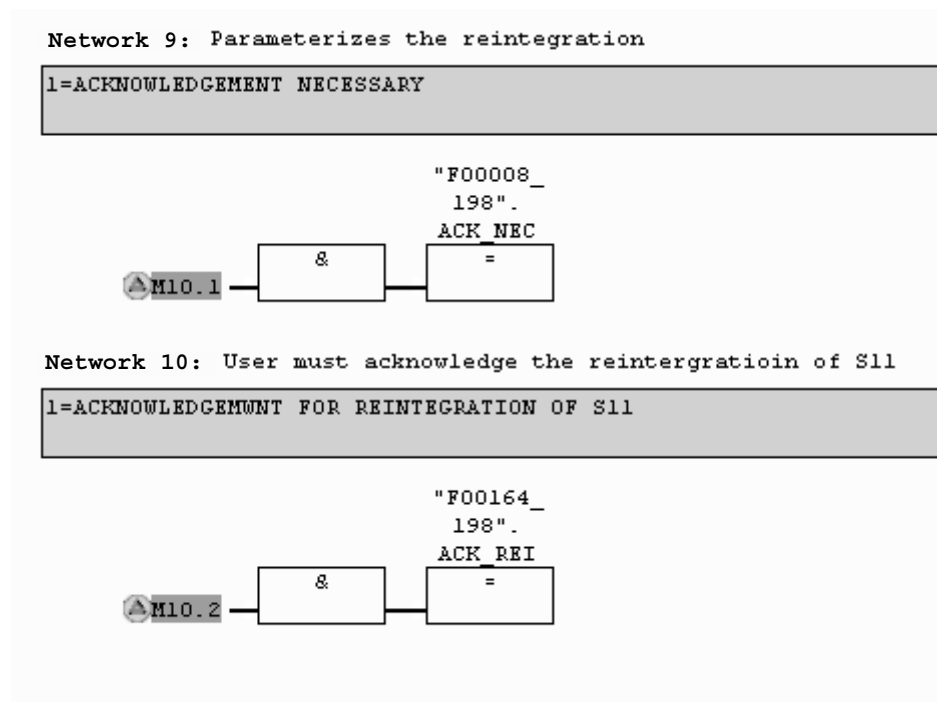 Network 9: Parameterizes the reintegration
1=ACKNOWLEDGEMENT NECESSARY
"F00008_
198".
ACK_NEC
&
=
M10.1
Network 10: User must acknowledge the reintergratioin of S11
1=ACKNOWLEDGEMWNT FOR REINTEGRATION OF S11
"F00164_
198".
ACK_REI
&
=
M10.2